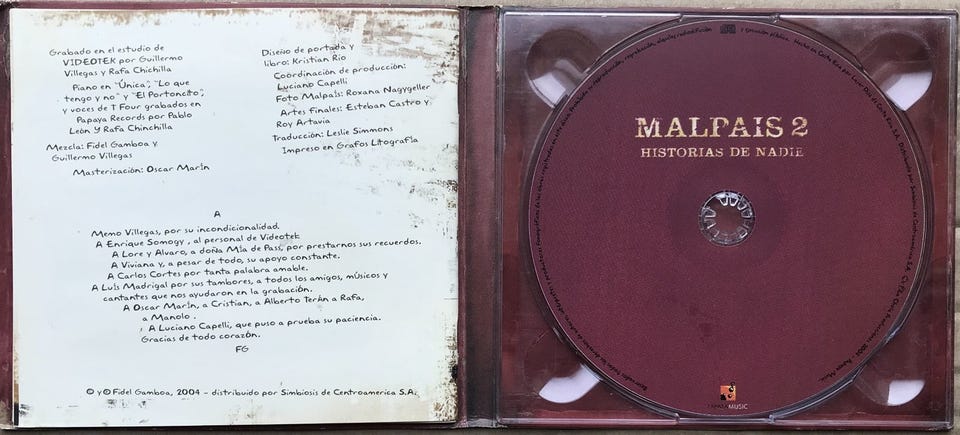 Grabado en el estudio de
VIDEOTEK por Guillermo
Villegas y Rafa Chichilla
Piano en "Única", "Lo que
tengo y no" y "El Portoncito",
y voces de T Four grabados en
Papaya Records por Pablo
León y Rafa Chinchilla
Mezcla: Fidel Gamboa y
Guillermo Villegas
Masterización: Oscar Marín
Diseño de portada y
libro: Kristian Rio
Coordinación de producción:
Luciano Capelli
Foto Malpaís: Roxana Nagygeller
Artes finales: Esteban Castro y
Roy Artavia
Traducción: Leslie Simmons
Impreso en Grafos Litografía
A
Memo Villegas, por su incondicionalidad.
A Enrique Somogy, al personal de Videotek
A Lore y Alvaro, a doña Mía de Pass, por prestarnos sus recuerdos.
A Viviana y, a pesar de todo, su apoyo constante.
A Carlos Cortes por tanta palabra amable.
A Luís Madrigal por sus tambores, a todos los amigos, músicos y
cantantes que nos ayudaron en la grabación.
A Oscar Marín, a Cristian, a Alberto Terán a Rafa,
a Manolo.
A Luciano Capelli, que puso a prueba su paciencia.
Gracias de todo corazón.
FG
© y ℗ Fidel Gamboa, 2004 - distribuido por Simbiosis de Centroamerica S.A.
MALPAIS 2
HISTORIAS DE NADIE
PAPAYAMUSIC